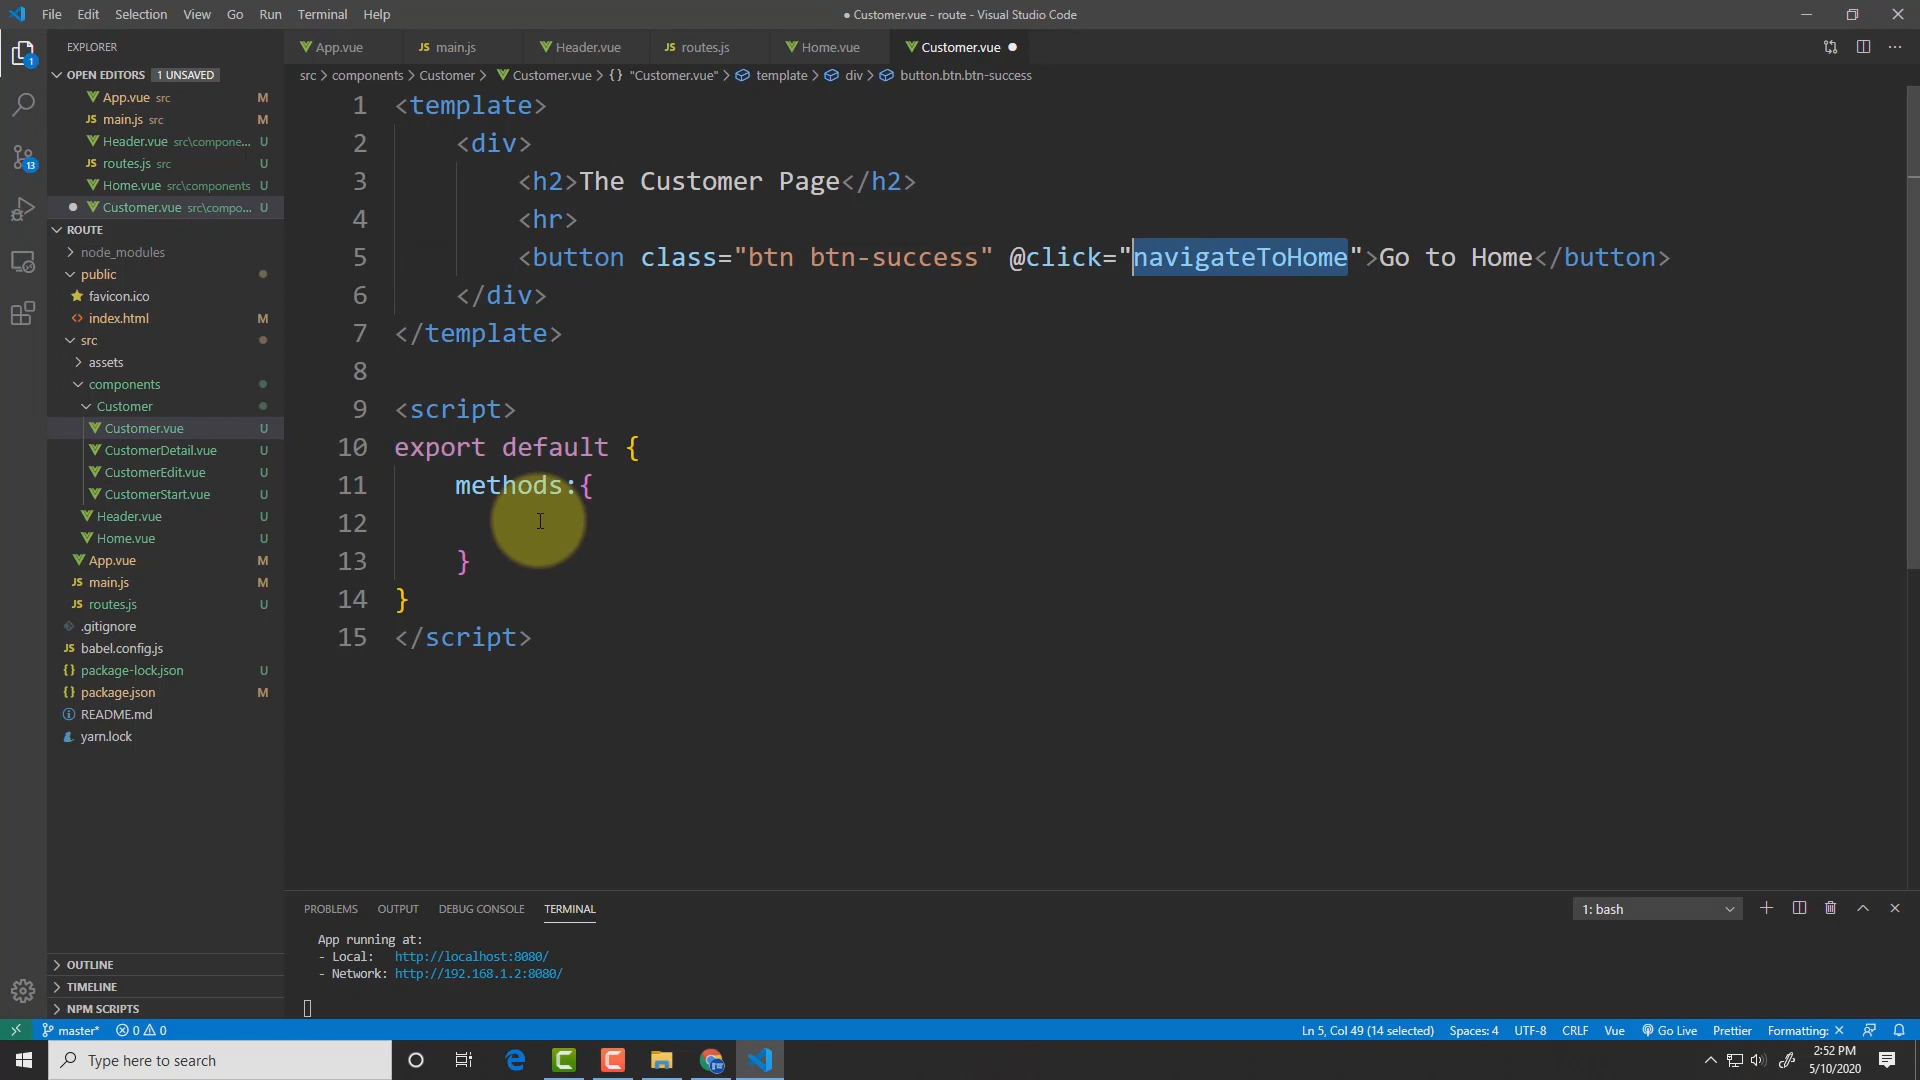 File Edit Selection View Go Run Terminal Help
● Customer.vue - route - Visual Studio Code
EXPLORER
OPEN EDITORS 1 UNSAVED
App.vue src M
main.js src M
Header.vue src\compone... U
routes.js src U
Home.vue src\components U
Customer.vue src\compo... U
ROUTE
node_modules
public
favicon.ico
index.html M
src
assets
components
Customer
Customer.vue U
CustomerDetail.vue U
CustomerEdit.vue U
CustomerStart.vue U
Header.vue U
Home.vue U
App.vue M
main.js M
routes.js U
.gitignore
babel.config.js
package-lock.json U
package.json M
README.md
yarn.lock
OUTLINE
TIMELINE
NPM SCRIPTS
App.vue JS main.js Header.vue JS routes.js Home.vue Customer.vue ●
src > components > Customer > Customer.vue > {} "Customer.vue" > template > div > button.btn.btn-success
1 <template>
2 <div>
3 <h2>The Customer Page</h2>
4 <hr>
5 <button class="btn btn-success" @click="navigateToHome">Go to Home</button>
6 </div>
7 </template>
8
9 <script>
10 export default {
11 methods:{
12
13 }
14 }
15 </script>
PROBLEMS OUTPUT DEBUG CONSOLE TERMINAL
1: bash
App running at:
- Local: http://localhost:8080/
- Network: http://192.168.1.2:8080/
master* 0 0
Ln 5, Col 49 (14 selected) Spaces: 4 UTF-8 CRLF Vue Go Live Prettier Formatting: ×
Type here to search
2:52 PM
5/10/2020